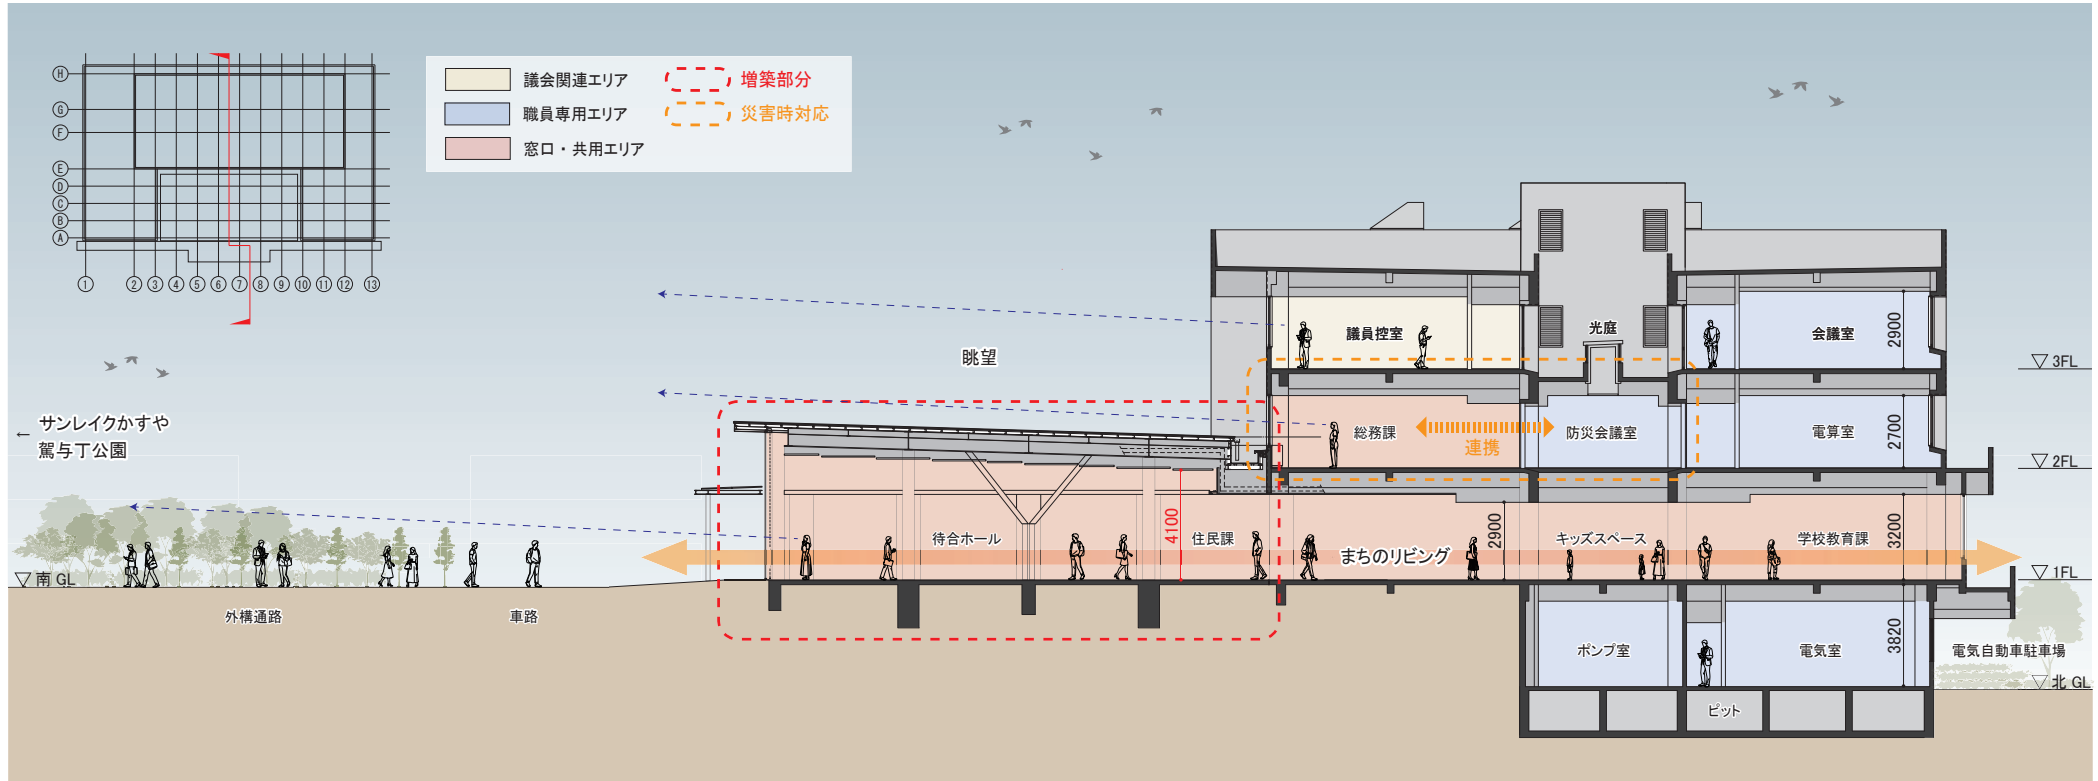 H
G
F
E
D
C
B
A
1 2 3 4 5 6 7 8 9 10 11 12 13
議会関連エリア
職員専用エリア
窓口・共用エリア
増築部分
災害時対応
眺望
← サンレイクかすや
駕与丁公園
議員控室
光庭
会議室
2900
▽ 3FL
総務課
連携
防災会議室
電算室
2700
▽ 2FL
待合ホール
4100
住民課
まちのリビング
2900
キッズスペース
学校教育課
3200
▽ 1FL
▽ 南 GL
外構通路
車路
ポンプ室
電気室
3820
電気自動車駐車場
▽ 北 GL
ピット